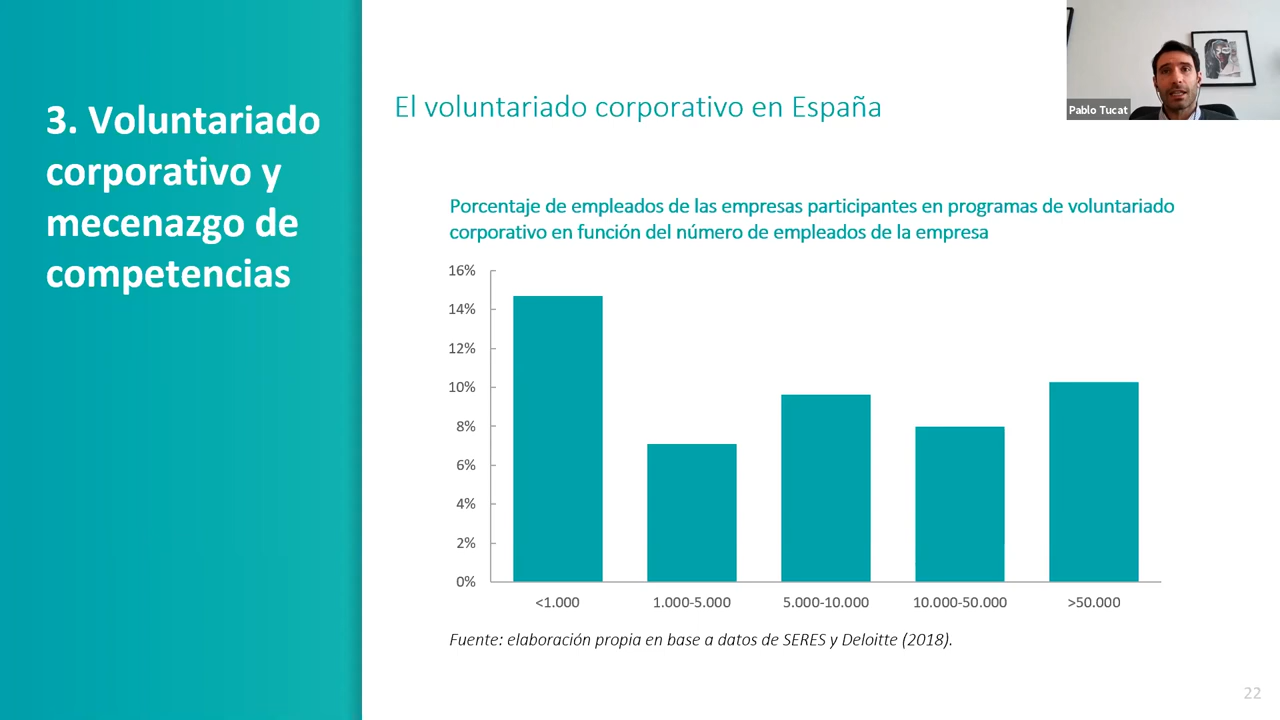 3. Voluntariado
corporativo y
mecenazgo de
competencias
El voluntariado corporativo en España
Pablo Tucat
Porcentaje de empleados de las empresas participantes en programas de voluntariado
corporativo en función del número de empleados de la empresa
16%
14%
12%
10%
8%
6%
4%
2%
0%
<1.000
1.000-5.000
5.000-10.000
10.000-50.000
>50.000
Fuente: elaboración propia en base a datos de SERES y Deloitte (2018).
22